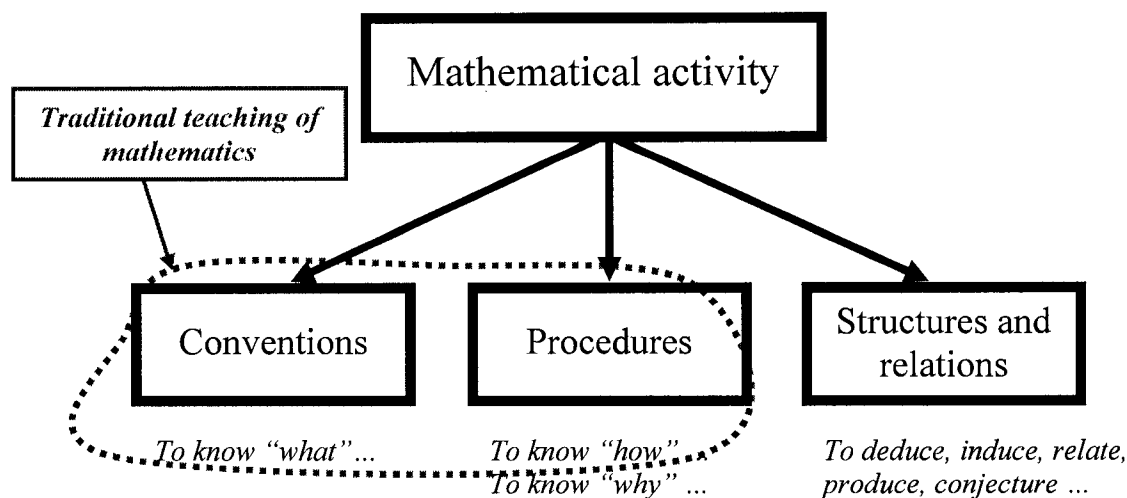 Mathematical activity
Traditional teaching of
mathematics
Conventions
Procedures
Structures and
relations
To know “what”…
To know “how”…
To know “why” …
To deduce, induce, relate,
produce, conjecture …